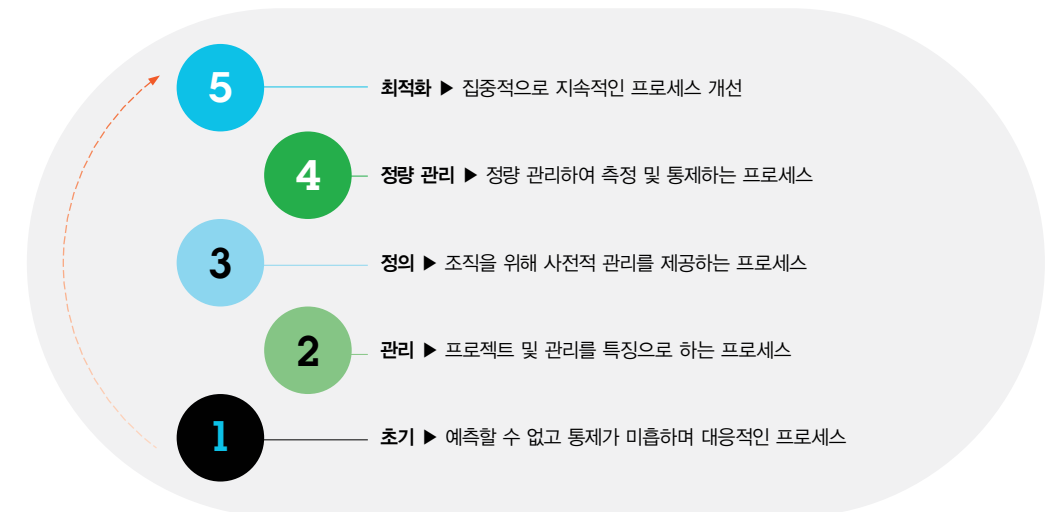 5 최적화 ▶ 집중적으로 지속적인 프로세스 개선
4 정량 관리 ▶ 정량 관리하여 측정 및 통제하는 프로세스
3 정의 ▶ 조직을 위해 사전적 관리를 제공하는 프로세스
2 관리 ▶ 프로젝트 및 관리를 특징으로 하는 프로세스
1 초기 ▶ 예측할 수 없고 통제가 미흡하며 대응적인 프로세스